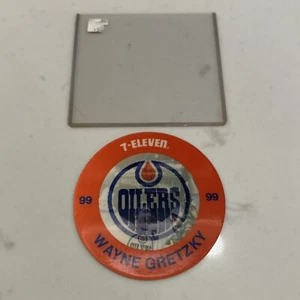 7-ELEVEN
OILERS
99 99
WAYNE GRETZKY